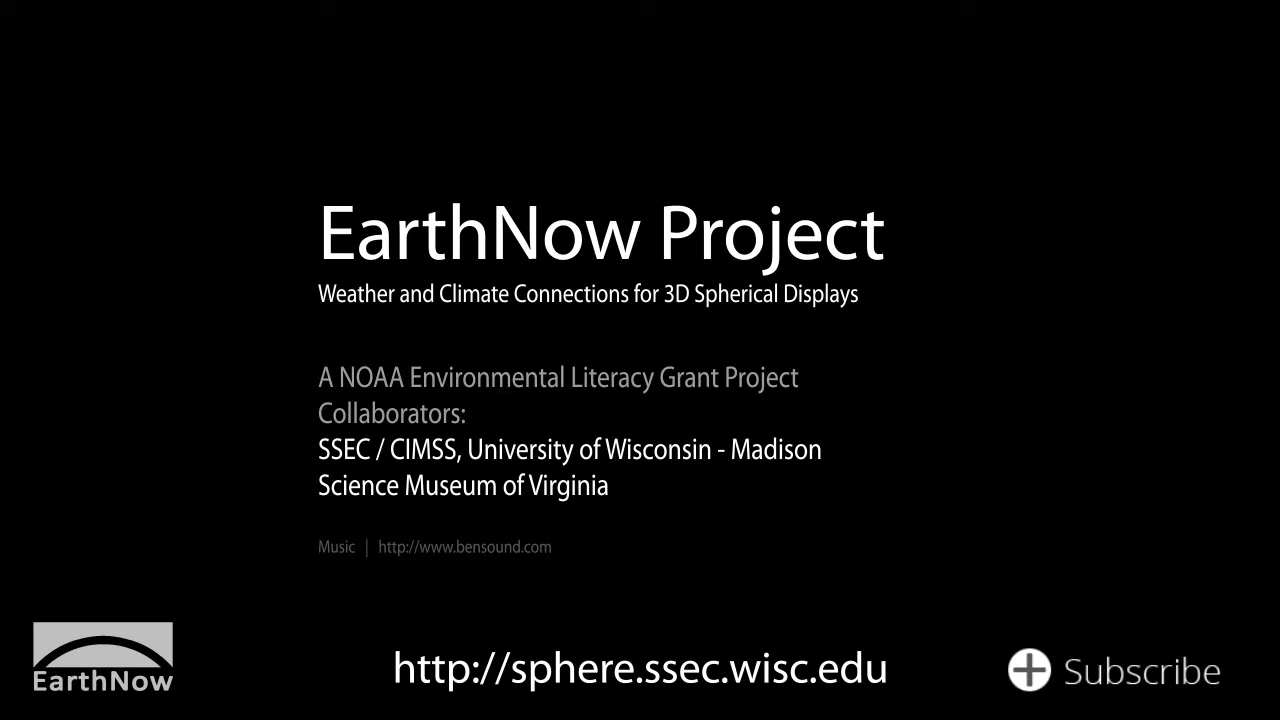 EarthNow Project
Weather and Climate Connections for 3D Spherical Displays
A NOAA Environmental Literacy Grant Project
Collaborators:
SSEC / CIMSS, University of Wisconsin - Madison
Science Museum of Virginia
Music | http://www.bensound.com
EarthNow
http://sphere.ssec.wisc.edu
Subscribe